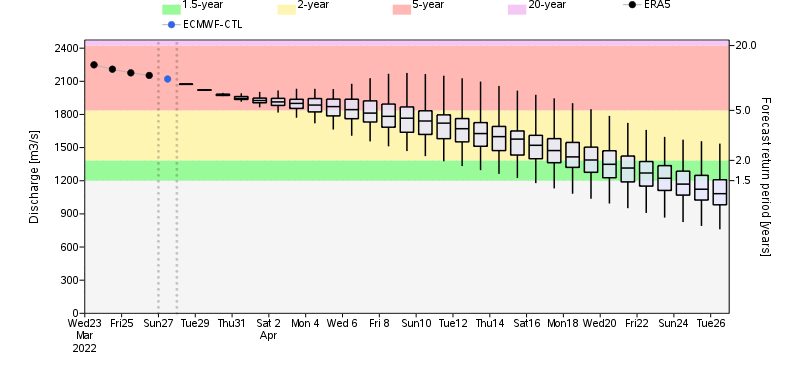 1.5-year 2-year 5-year 20-year ERA5
ECMWF-CTL
Discharge [m3/s]
2400
2100
1800
1500
1200
900
600
300
0
20.0
5.0
2.0
1.5
Forecast return period [years]
Wed23 Fri25 Sun27 Tue29 Thu31 Sat 2 Mon 4 Wed 6 Fri 8 Sun10 Tue12 Thu14 Sat16 Mon18 Wed20 Fri22 Sun24 Tue26
Mar Apr
2022